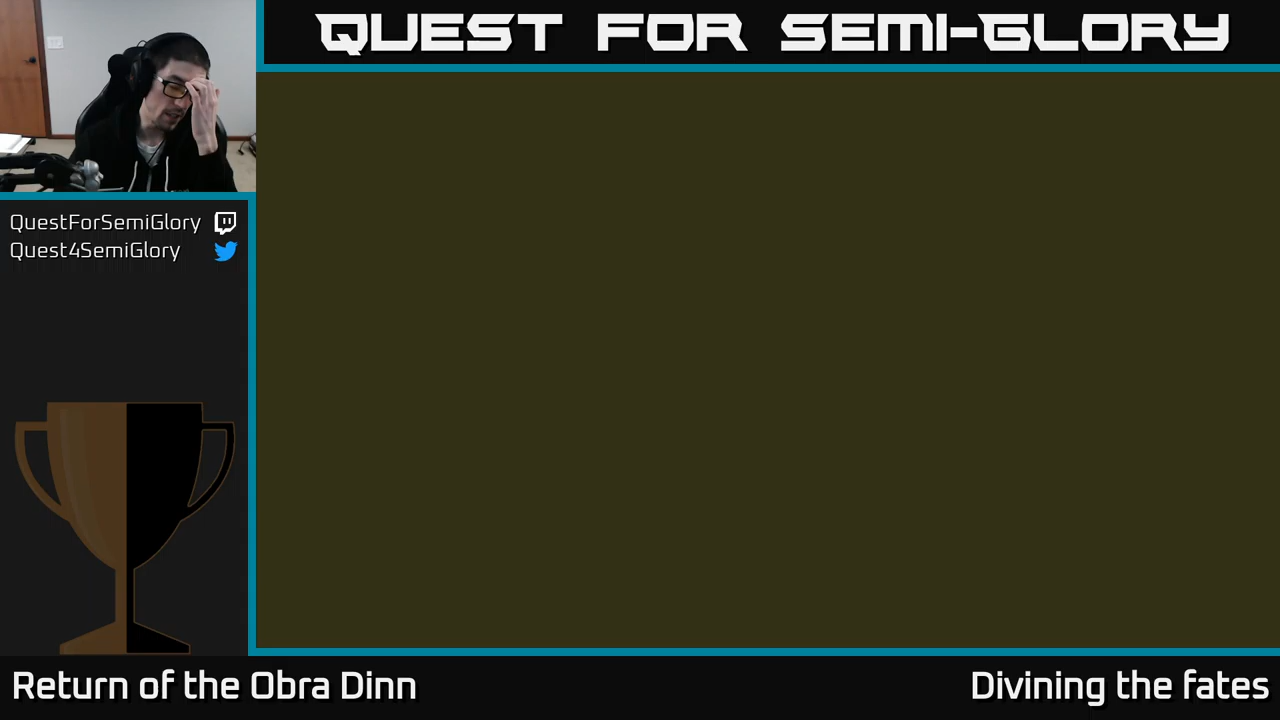 QUEST FOR SEMI-GLORY
QuestForSemiGlory
Quest4SemiGlory
Return of the Obra Dinn
Divining the fates